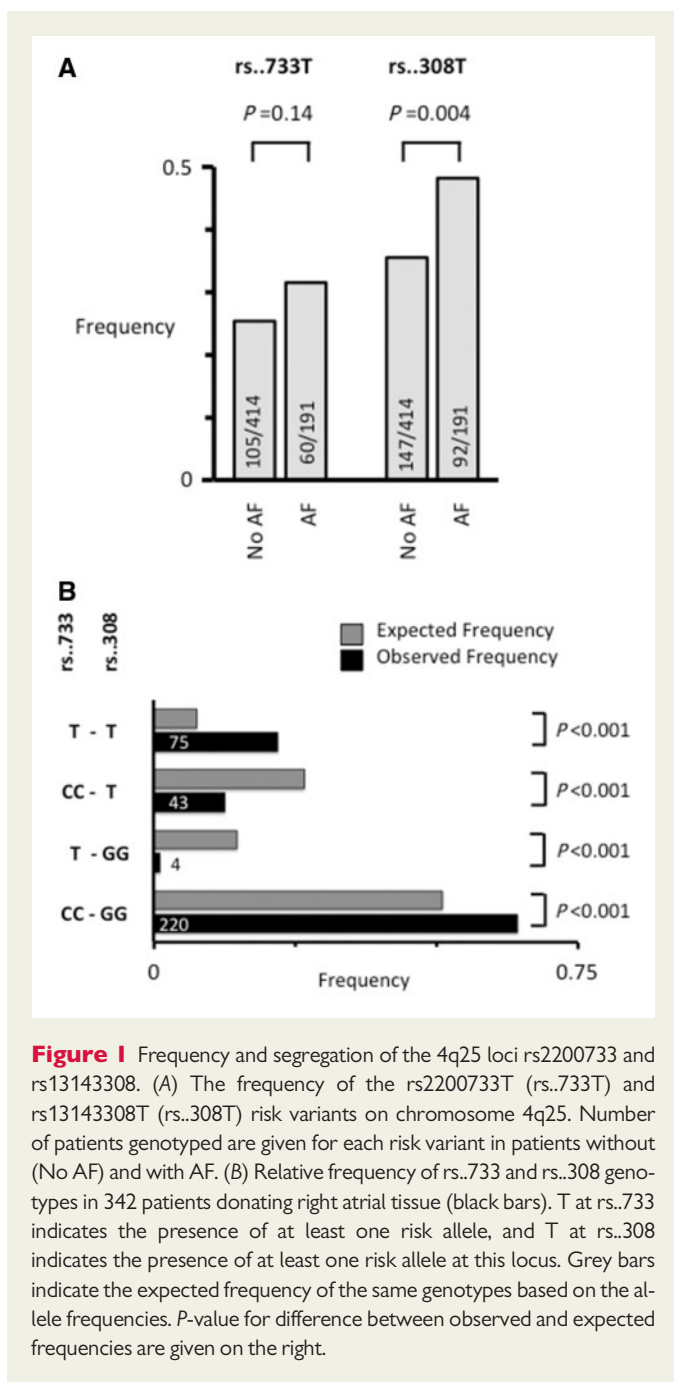 A
rs..733T rs..308T
P=0.14 P=0.004
0.5
Frequency
105/414 60/191 147/414 92/191
0
No AF AF No AF AF
B
rs..733 rs..308
Expected Frequency
Observed Frequency
T - T 75 P<0.001
CC - T 43 P<0.001
T - GG 4 P<0.001
CC - GG 220 P<0.001
0 Frequency 0.75
Figure 1 Frequency and segregation of the 4q25 loci rs2200733 and
rs13143308. (A) The frequency of the rs2200733T (rs..733T) and
rs13143308T (rs..308T) risk variants on chromosome 4q25. Number
of patients genotyped are given for each risk variant in patients without
(No AF) and with AF. (B) Relative frequency of rs..733 and rs..308 geno-
types in 342 patients donating right atrial tissue (black bars). T at rs..733
indicates the presence of at least one risk allele, and T at rs..308
indicates the presence of at least one risk allele at this locus. Grey bars
indicate the expected frequency of the same genotypes based on the al-
lele frequencies. P-value for difference between observed and expected
frequencies are given on the right.